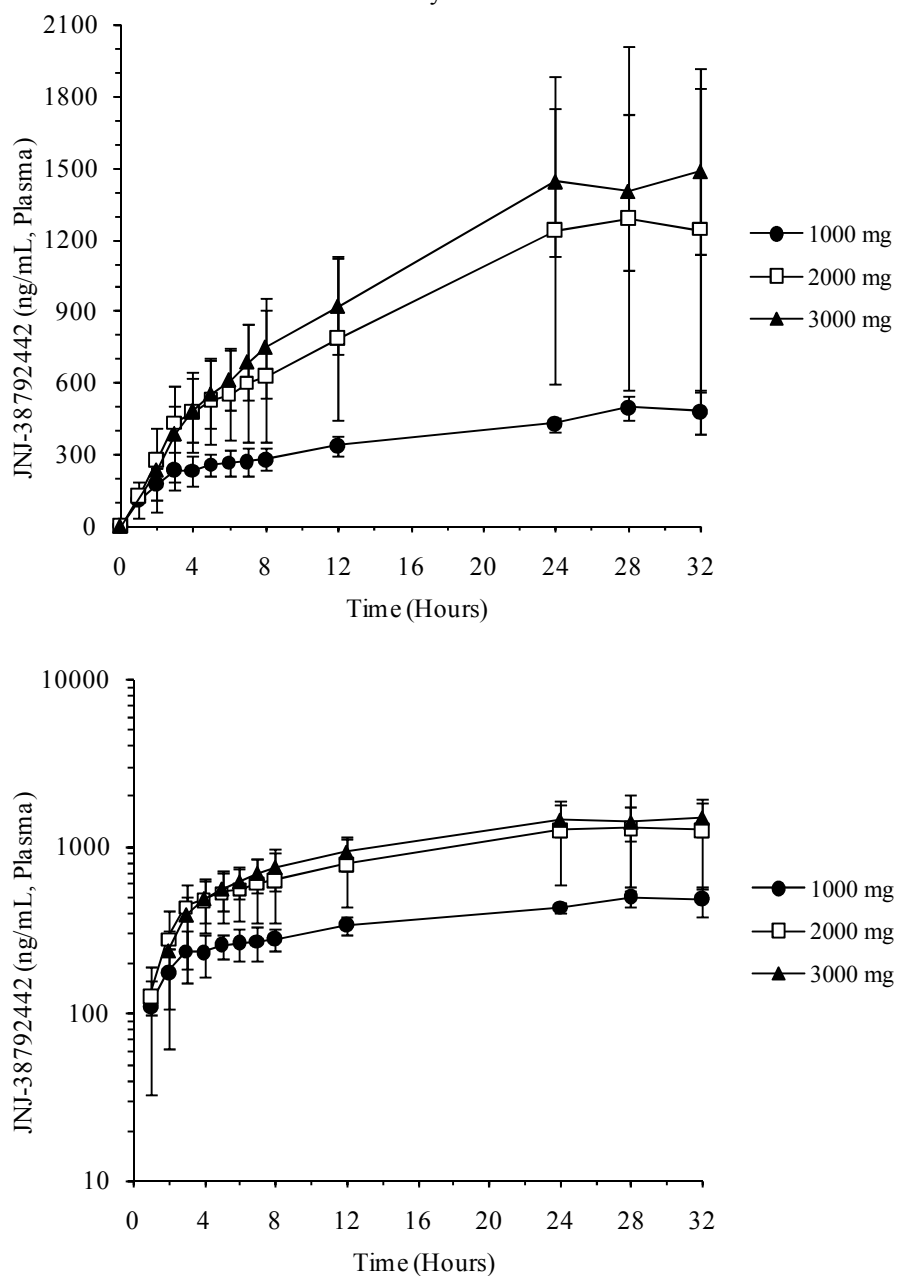 2100
1800
1500
1200
900
600
300
0
JNJ-38792442 (ng/mL, Plasma)
0 4 8 12 16 20 24 28 32
Time (Hours)
1000 mg
2000 mg
3000 mg
10000
1000
100
10
JNJ-38792442 (ng/mL, Plasma)
0 4 8 12 16 20 24 28 32
Time (Hours)
1000 mg
2000 mg
3000 mg